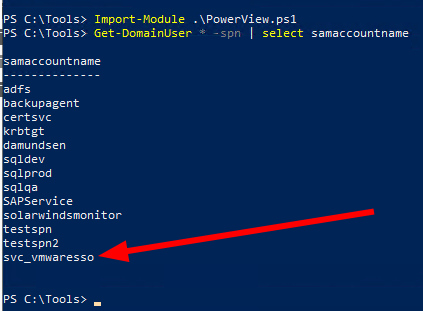 PS C:\Tools> Import-Module .\PowerView.ps1
PS C:\Tools> Get-DomainUser * -spn | select samaccountname
samaccountname
--------------
adfs
backupagent
certsvc
krbtgt
damundsen
sqldev
sqlprod
sqlqa
SAPService
solarwindsmonitor
testspn
testspn2
svc_vmwaresso
PS C:\Tools>